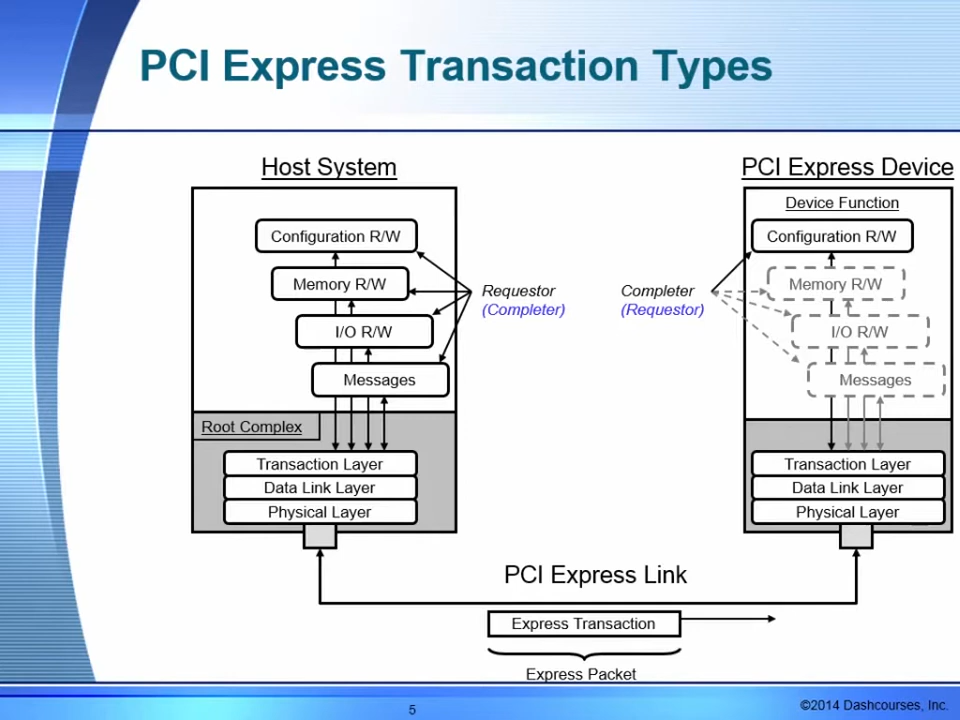 PCI Express Transaction Types
Host System
Configuration R/W
Memory R/W
I/O R/W
Messages
Requestor
(Completer)
Root Complex
Transaction Layer
Data Link Layer
Physical Layer
PCI Express Device
Device Function
Configuration R/W
Memory R/W
I/O R/W
Messages
Completer
(Requestor)
Transaction Layer
Data Link Layer
Physical Layer
PCI Express Link
Express Transaction
Express Packet
5
©2014 Dashcourses, Inc.